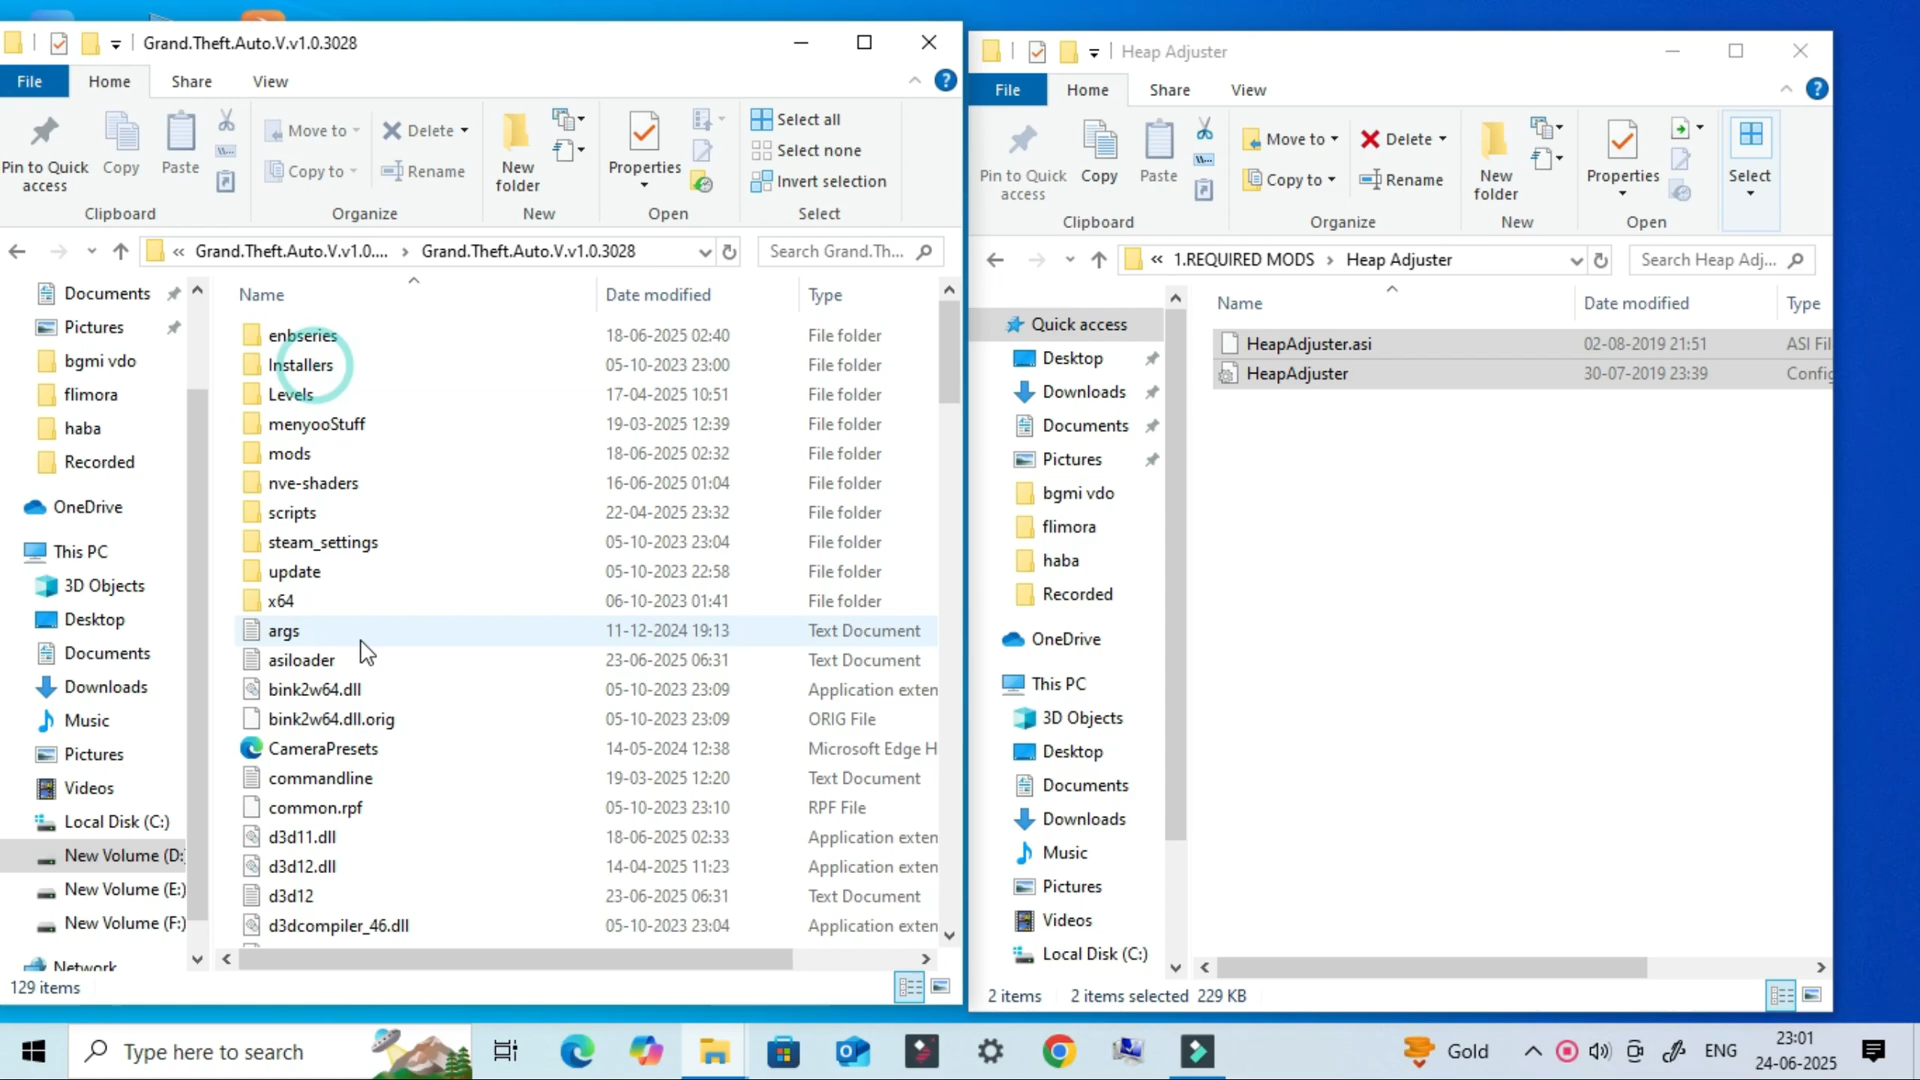 Grand.Theft.Auto.V.v1.0.3028
File Home Share View
Pin to Quick access
Copy
Paste
Move to
Copy to
Delete
Rename
New folder
Properties
Select all
Select none
Invert selection
Clipboard Organize New Open Select
« Grand.Theft.Auto.V.v1.0.... › Grand.Theft.Auto.V.v1.0.3028
Search Grand.Th...
Documents
Pictures
bgmi vdo
flimora
haba
Recorded
OneDrive
This PC
3D Objects
Desktop
Documents
Downloads
Music
Pictures
Videos
Local Disk (C:)
New Volume (D:
New Volume (E:)
New Volume (F:)
Network
Name Date modified Type
enbseries 18-06-2025 02:40 File folder
Installers 05-10-2023 23:00 File folder
Levels 17-04-2025 10:51 File folder
menyooStuff 19-03-2025 12:39 File folder
mods 18-06-2025 02:32 File folder
nve-shaders 16-06-2025 01:04 File folder
scripts 22-04-2025 23:32 File folder
steam_settings 05-10-2023 23:04 File folder
update 05-10-2023 22:58 File folder
x64 06-10-2023 01:41 File folder
args 11-12-2024 19:13 Text Document
asiloader 23-06-2025 06:31 Text Document
bink2w64.dll 05-10-2023 23:09 Application exten
bink2w64.dll.orig 05-10-2023 23:09 ORIG File
CameraPresets 14-05-2024 12:38 Microsoft Edge H
commandline 19-03-2025 12:20 Text Document
common.rpf 05-10-2023 23:10 RPF File
d3d11.dll 18-06-2025 02:33 Application exten
d3d12.dll 14-04-2025 11:23 Application exten
d3d12 23-06-2025 06:31 Text Document
d3dcompiler_46.dll 05-10-2023 23:04 Application exten
129 items
Heap Adjuster
File Home Share View
Pin to Quick access
Copy
Paste
Move to
Copy to
Delete
Rename
New folder
Properties
Select
Clipboard Organize New Open
« 1.REQUIRED MODS › Heap Adjuster
Search Heap Adj...
Quick access
Desktop
Downloads
Documents
Pictures
bgmi vdo
flimora
haba
Recorded
OneDrive
This PC
3D Objects
Desktop
Documents
Downloads
Music
Pictures
Videos
Local Disk (C:)
Name Date modified Type
HeapAdjuster.asi 02-08-2019 21:51 ASI Fil
HeapAdjuster 30-07-2019 23:39 Config
2 items 2 items selected 229 KB
Type here to search
Gold
ENG
23:01
24-06-2025